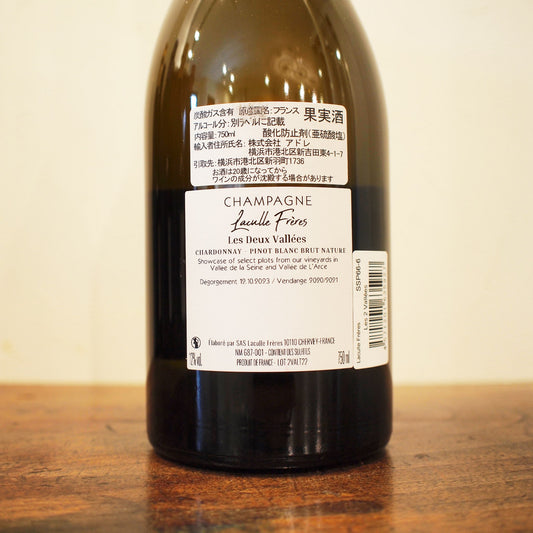 炭酸ガス含有 原産国名:フランス 果実酒
アルコール分:別ラベルに記載
内容量:750ml 酸化防止剤(亜硫酸塩)
輸入者住所氏名:株式会社 アドレ
横浜市港北区新吉田東4-1-7
引取先:横浜市港北区新羽町1736
お酒は20歳になってから
ワインの成分が沈殿する場合があります
CHAMPAGNE
Laculle Frères
Les Deux Vallées
CHARDONNAY - PINOT BLANC BRUT NATURE
Showcase of select plots from our vineyards in
Vallée de la Seine and Vallée de L'Arce
Dégorgement 12.10.2023 / Vendange 2020/2021
Élaboré par SAS Laculle Frères 10110 CHERVEY-FRANCE
NM 687-001 - CONTIENT DES SULFITES
PRODUIT DE FRANCE - LOT 2VALT22
12% vol.
750 ml
SSP66-6
Laculle Frères
Les 2 Vallées